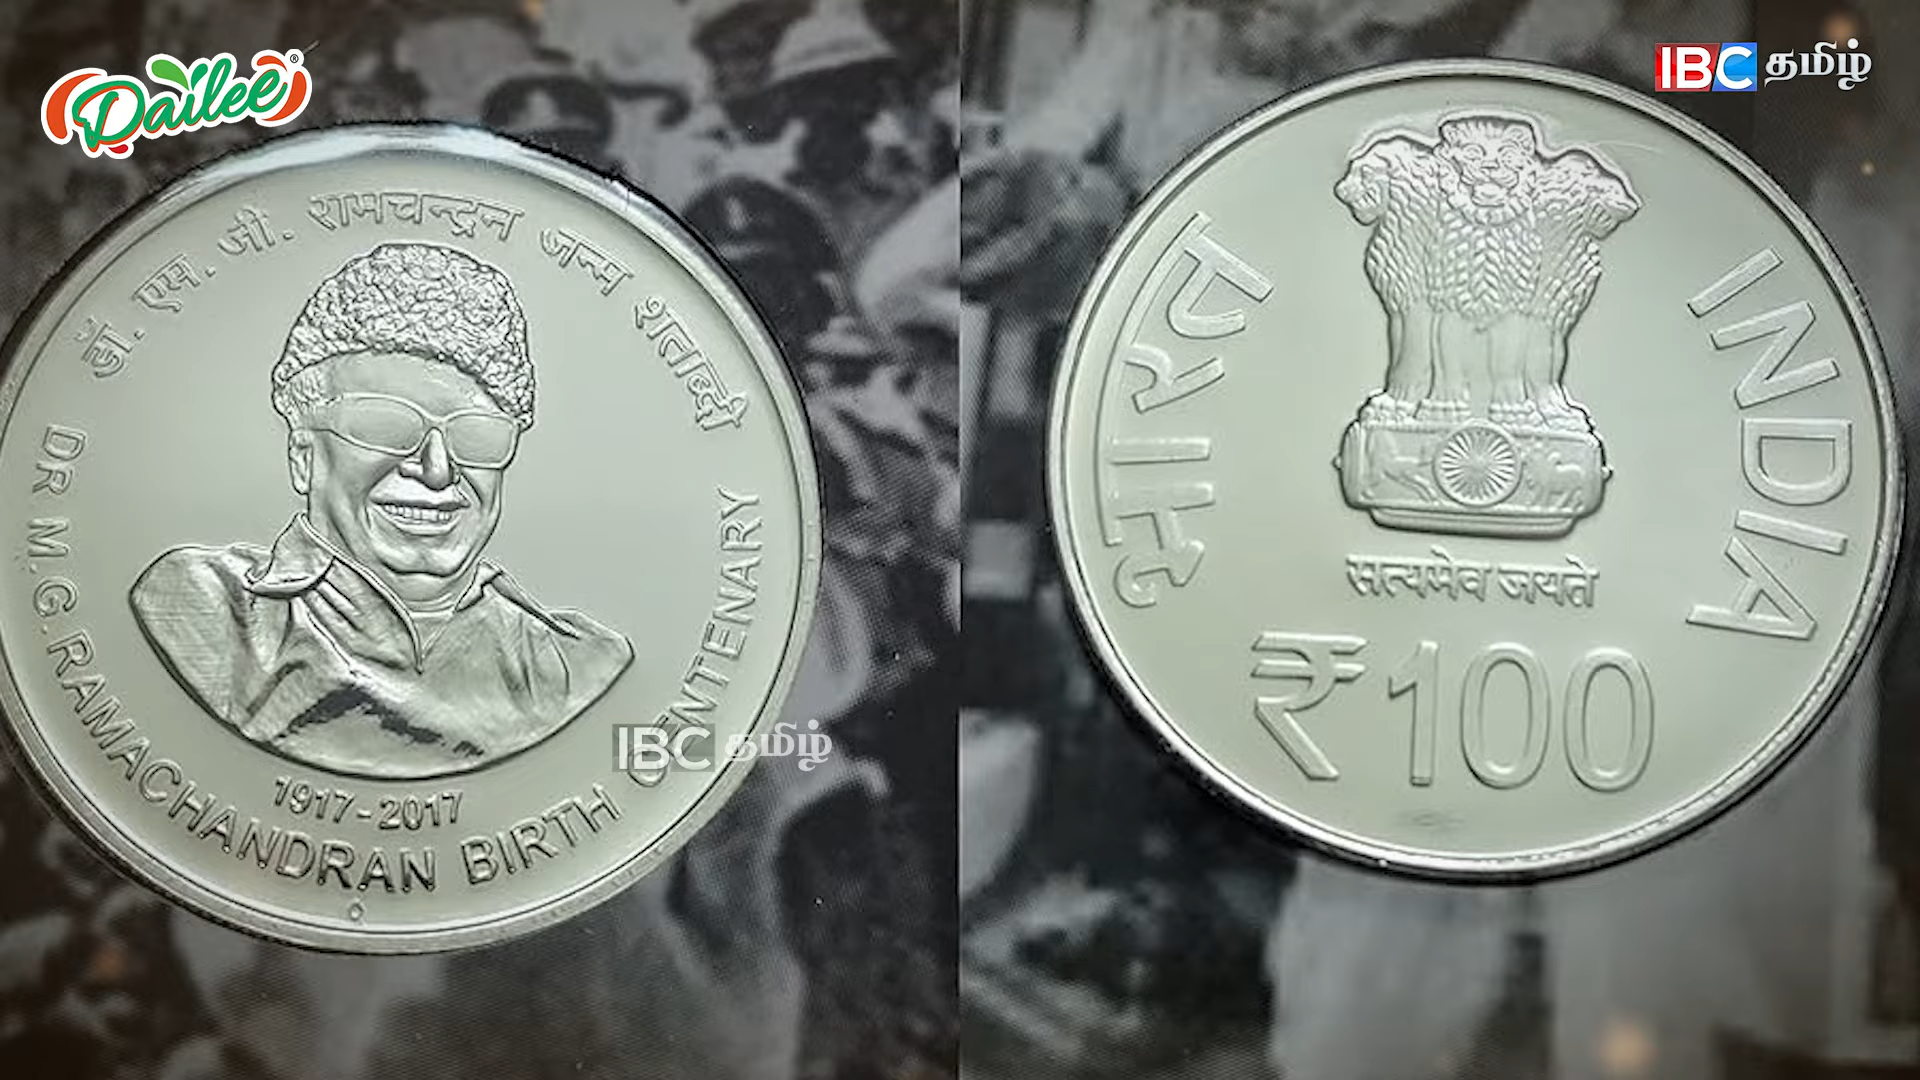 Dailee®
IBC தமிழ்
डॉ. एम. जी. रामचन्द्रन जन्म शताब्दी
DR M.G. RAMACHANDRAN BIRTH CENTENARY
1917-2017
IBC தமிழ்
भारत
INDIA
सत्यमेव जयते
₹100